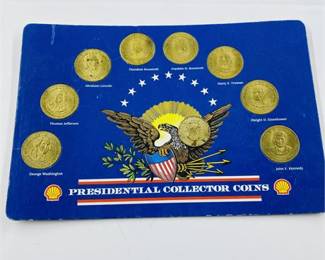 Theodore Roosevelt
Franklin D. Roosevelt
Abraham Lincoln
Harry S. Truman
Thomas Jefferson
Dwight D. Eisenhower
George Washington
John F. Kennedy
PRESIDENTIAL COLLECTOR COINS